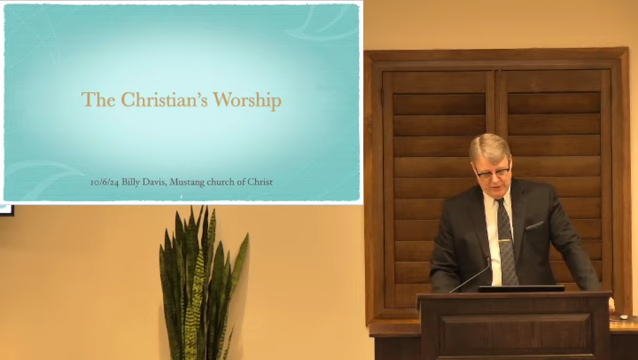 The Christian's Worship
10/6/24 Billy Davis, Mustang church of Christ